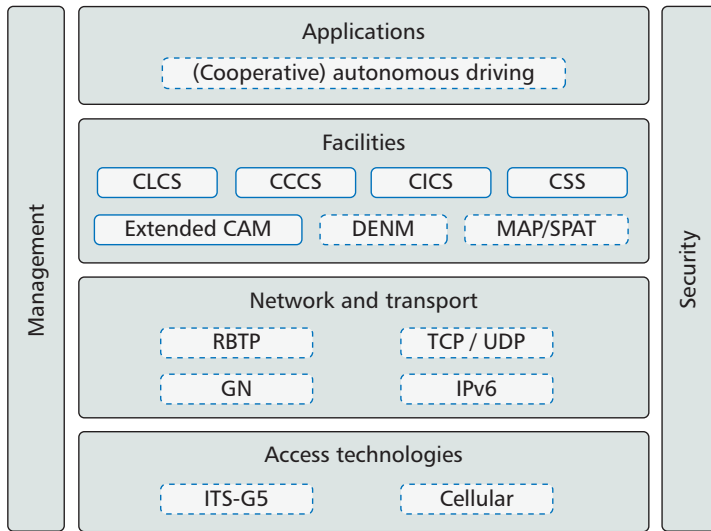 Applications
(Cooperative) autonomous driving
Facilities
CLCS
CCCS
CICS
CSS
Extended CAM
DENM
MAP/SPAT
Management
Security
Network and transport
RBTP
TCP / UDP
GN
IPv6
Access technologies
ITS-G5
Cellular